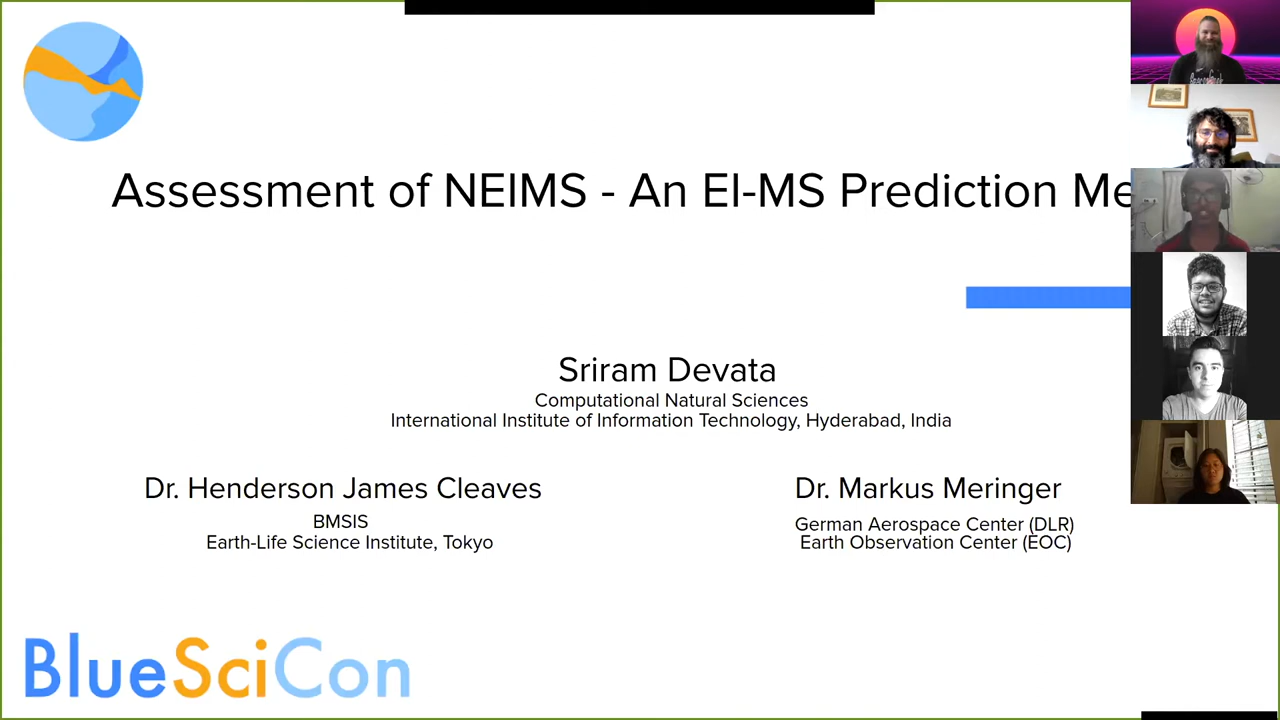 Assessment of NEIMS - An EI-MS Prediction Me
Sriram Devata
Computational Natural Sciences
International Institute of Information Technology, Hyderabad, India
Dr. Henderson James Cleaves
BMSIS
Earth-Life Science Institute, Tokyo
Dr. Markus Meringer
German Aerospace Center (DLR)
Earth Observation Center (EOC)
BlueSciCon